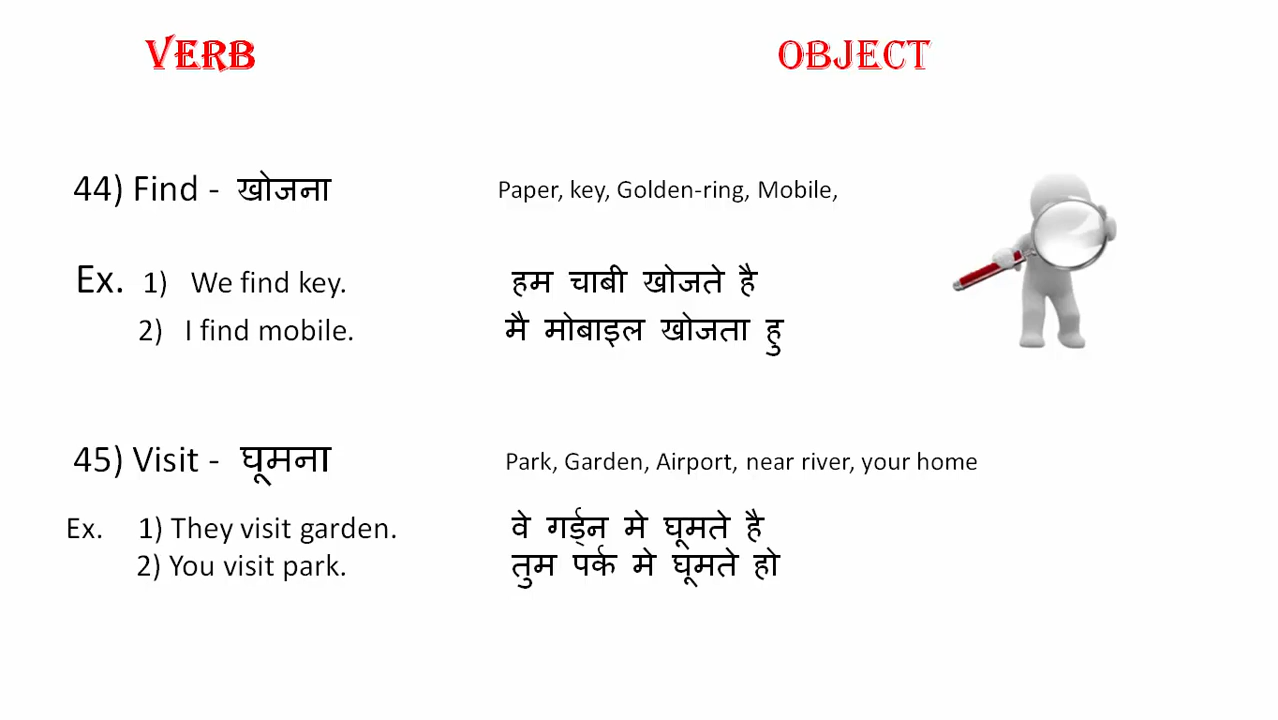 VERB OBJECT
44) Find - खोजना Paper, key, Golden-ring, Mobile,
Ex. 1) We find key. हम चाबी खोजते है
2) I find mobile. मै मोबाइल खोजता हु
45) Visit - घूमना Park, Garden, Airport, near river, your home
Ex. 1) They visit garden. वे गर्ड्न मे घूमते है
2) You visit park. तुम पर्क मे घूमते हो